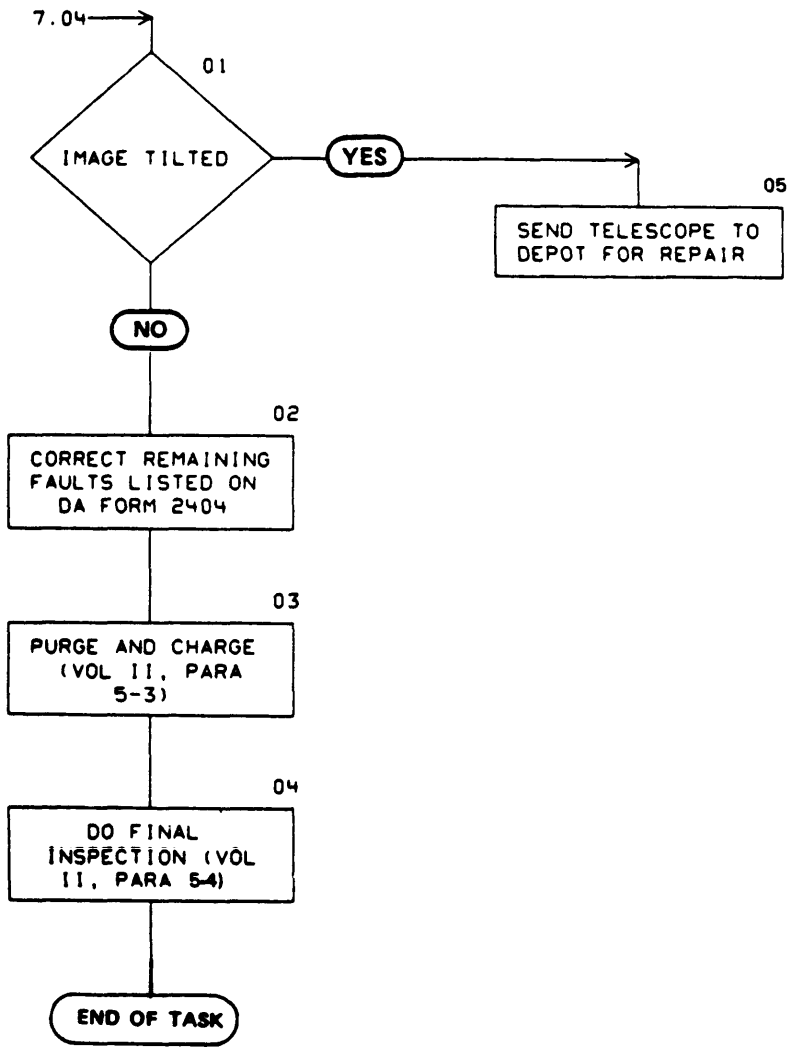 7.04
01
IMAGE TILTED
YES
05
SEND TELESCOPE TO
DEPOT FOR REPAIR
NO
02
CORRECT REMAINING
FAULTS LISTED ON
DA FORM 2404
03
PURGE AND CHARGE
(VOL II, PARA
5-3)
04
DO FINAL
INSPECTION (VOL
II, PARA 5-4)
END OF TASK